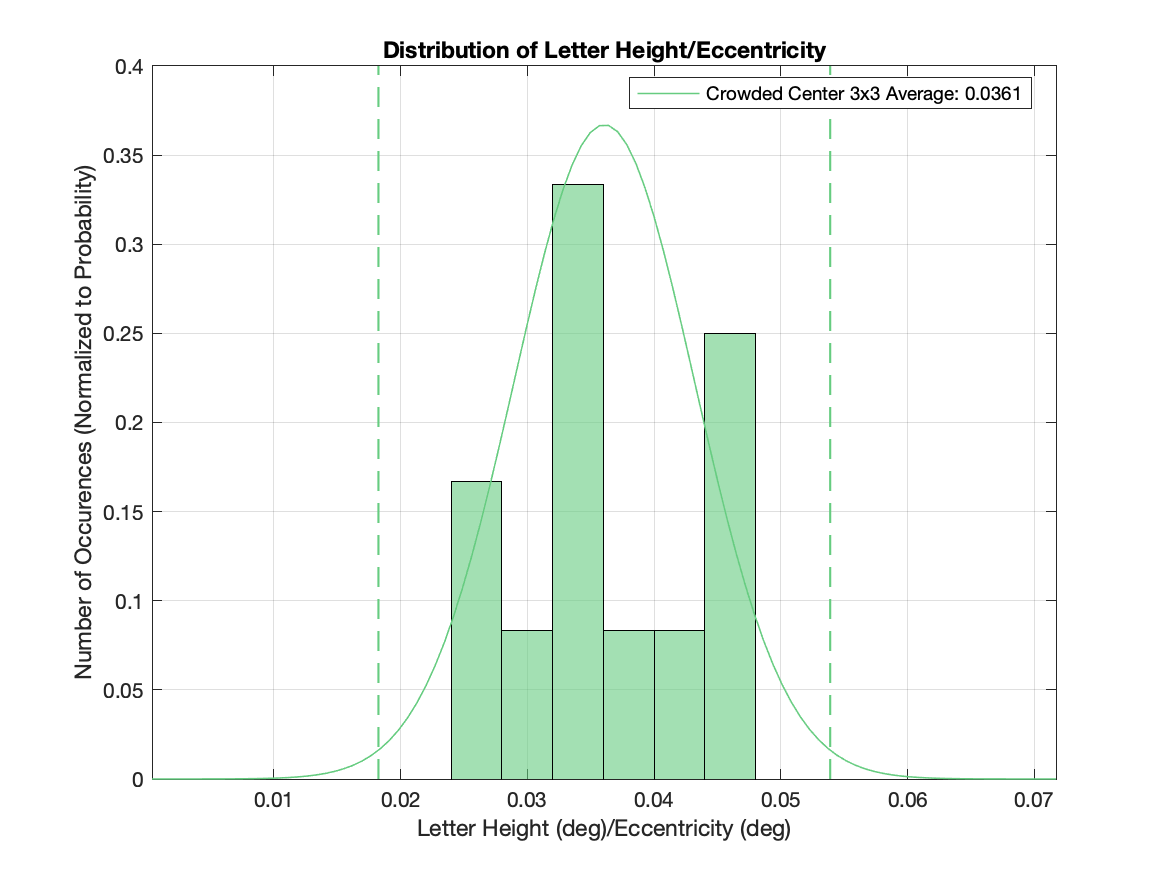 Distribution of Letter Height/Eccentricity
Crowded Center 3x3 Average: 0.0361
Number of Occurences (Normalized to Probability)
0.4
0.35
0.3
0.25
0.2
0.15
0.1
0.05
0
0.01 0.02 0.03 0.04 0.05 0.06 0.07
Letter Height (deg)/Eccentricity (deg)